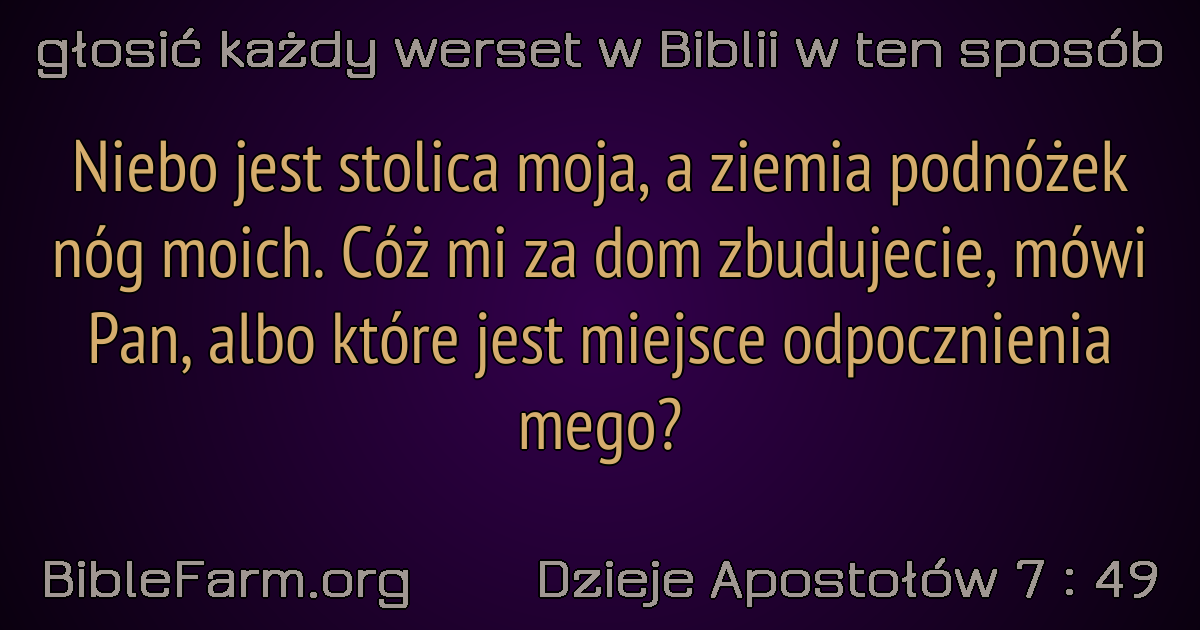 głosić każdy werset w Biblii w ten sposób
Niebo jest stolica moja, a ziemia podnóżek
nóg moich. Cóż mi za dom zbudujecie, mówi
Pan, albo które jest miejsce odpocznienia
mego?
BibleFarm.org Dzieje Apostołów 7 : 49